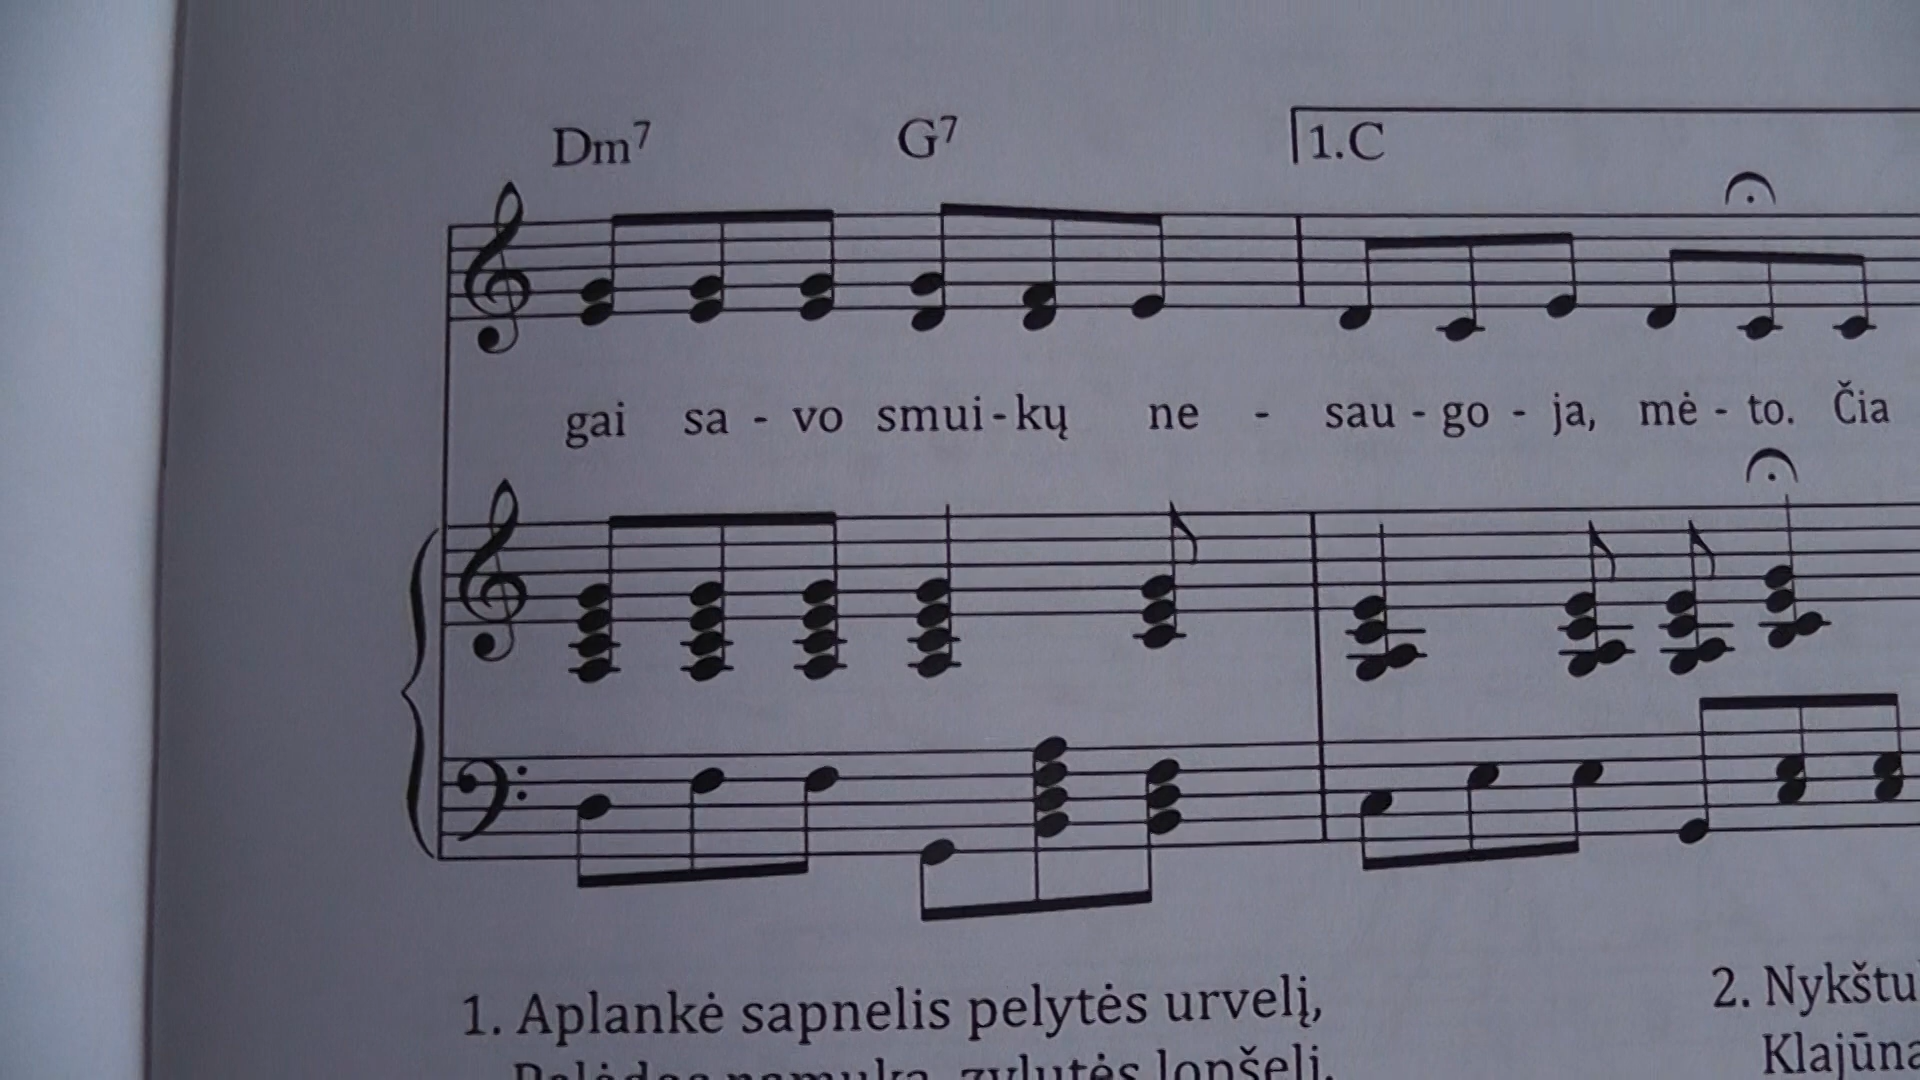 Dm7 G7 1.C
gai sa - vo smui - kų ne - sau - go - ja, mė - to. Čia
1. Aplankė sapnelis pelytės urvelį,
2. Nykštu
Klajūna